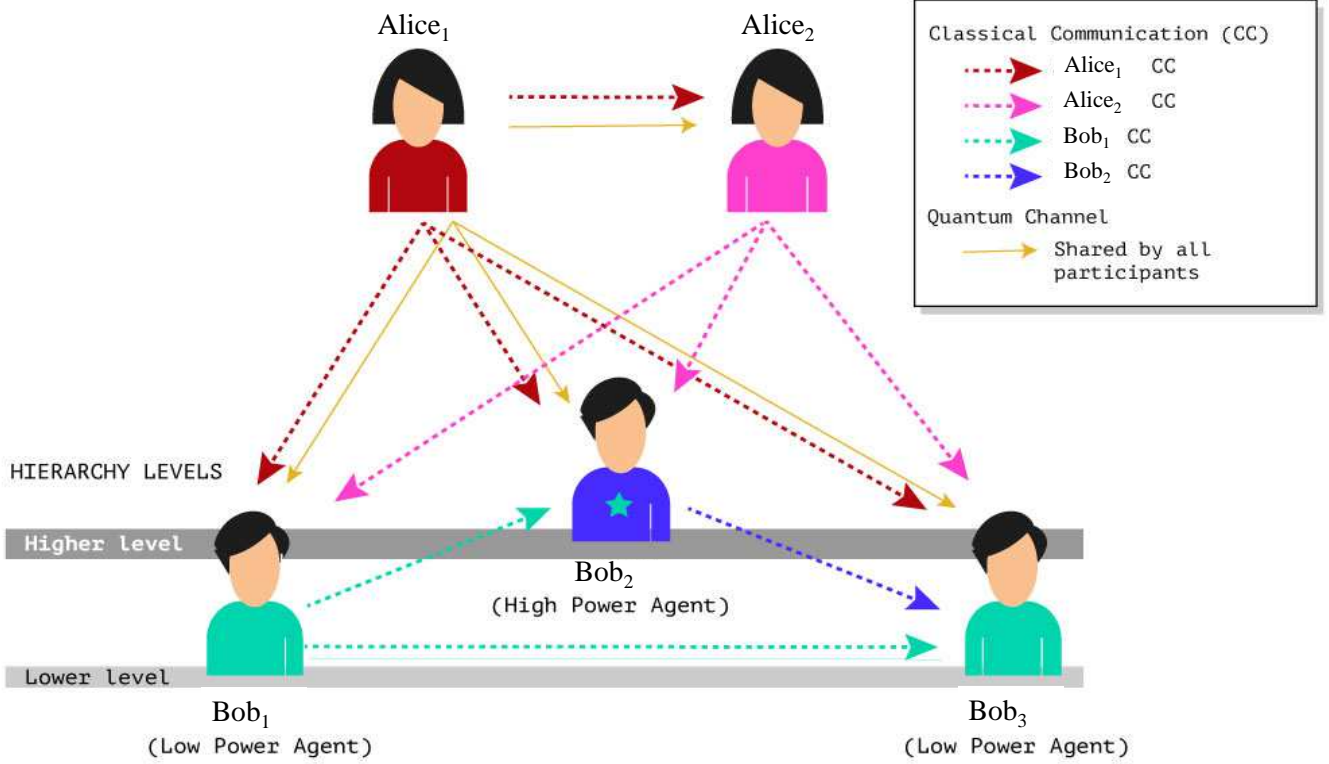 Alice₁
Alice₂
Classical Communication (CC)
Alice₁ CC
Alice₂ CC
Bob₁ CC
Bob₂ CC
Quantum Channel
Shared by all
participants
HIERARCHY LEVELS
Higher level
Bob₂
(High Power Agent)
Lower level
Bob₁
(Low Power Agent)
Bob₃
(Low Power Agent)